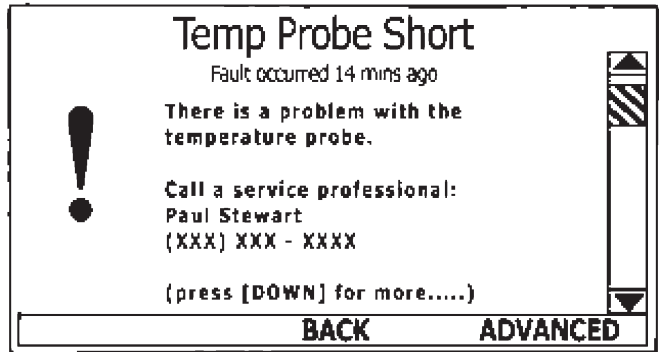 Temp Probe Short
Fault occurred 14 mins ago
There is a problem with the
temperature probe.
Call a service professional:
Paul Stewart
(XXX) XXX - XXXX
(press [DOWN] for more.....)
BACK ADVANCED